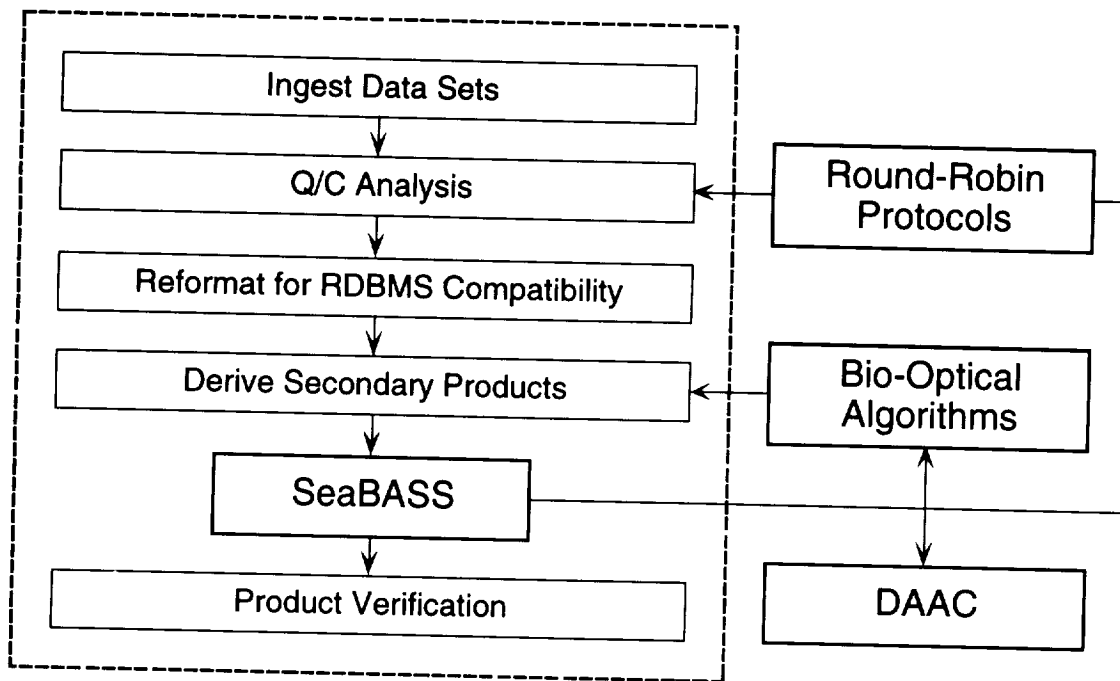 Ingest Data Sets
Q/C Analysis
Round-Robin
Protocols
Reformat for RDBMS Compatibility
Derive Secondary Products
Bio-Optical
Algorithms
SeaBASS
Product Verification
DAAC